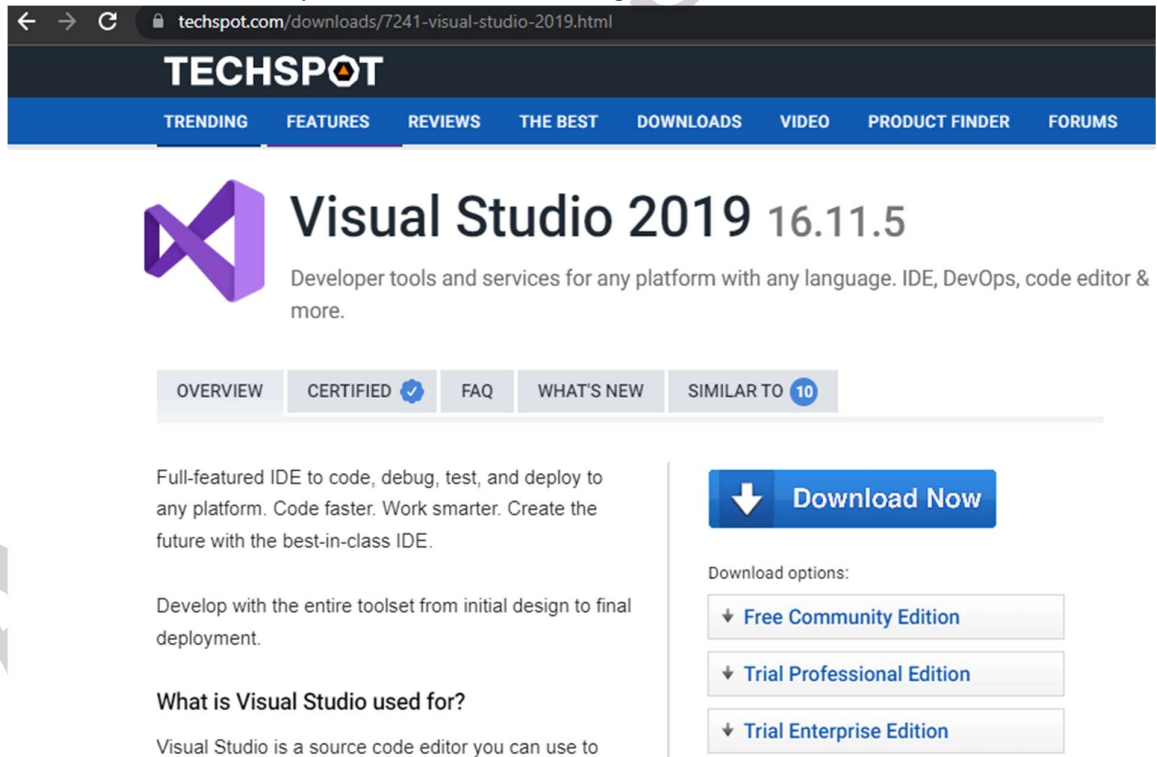 techspot.com/downloads/7241-visual-studio-2019.html
TECHSPOT
TRENDING FEATURES REVIEWS THE BEST DOWNLOADS VIDEO PRODUCT FINDER FORUMS
Visual Studio 2019 16.11.5
Developer tools and services for any platform with any language. IDE, DevOps, code editor &
more.
OVERVIEW CERTIFIED FAQ WHAT'S NEW SIMILAR TO 10
Full-featured IDE to code, debug, test, and deploy to
any platform. Code faster. Work smarter. Create the
future with the best-in-class IDE.
Develop with the entire toolset from initial design to final
deployment.
What is Visual Studio used for?
Visual Studio is a source code editor you can use to
Download Now
Download options:
Free Community Edition
Trial Professional Edition
Trial Enterprise Edition